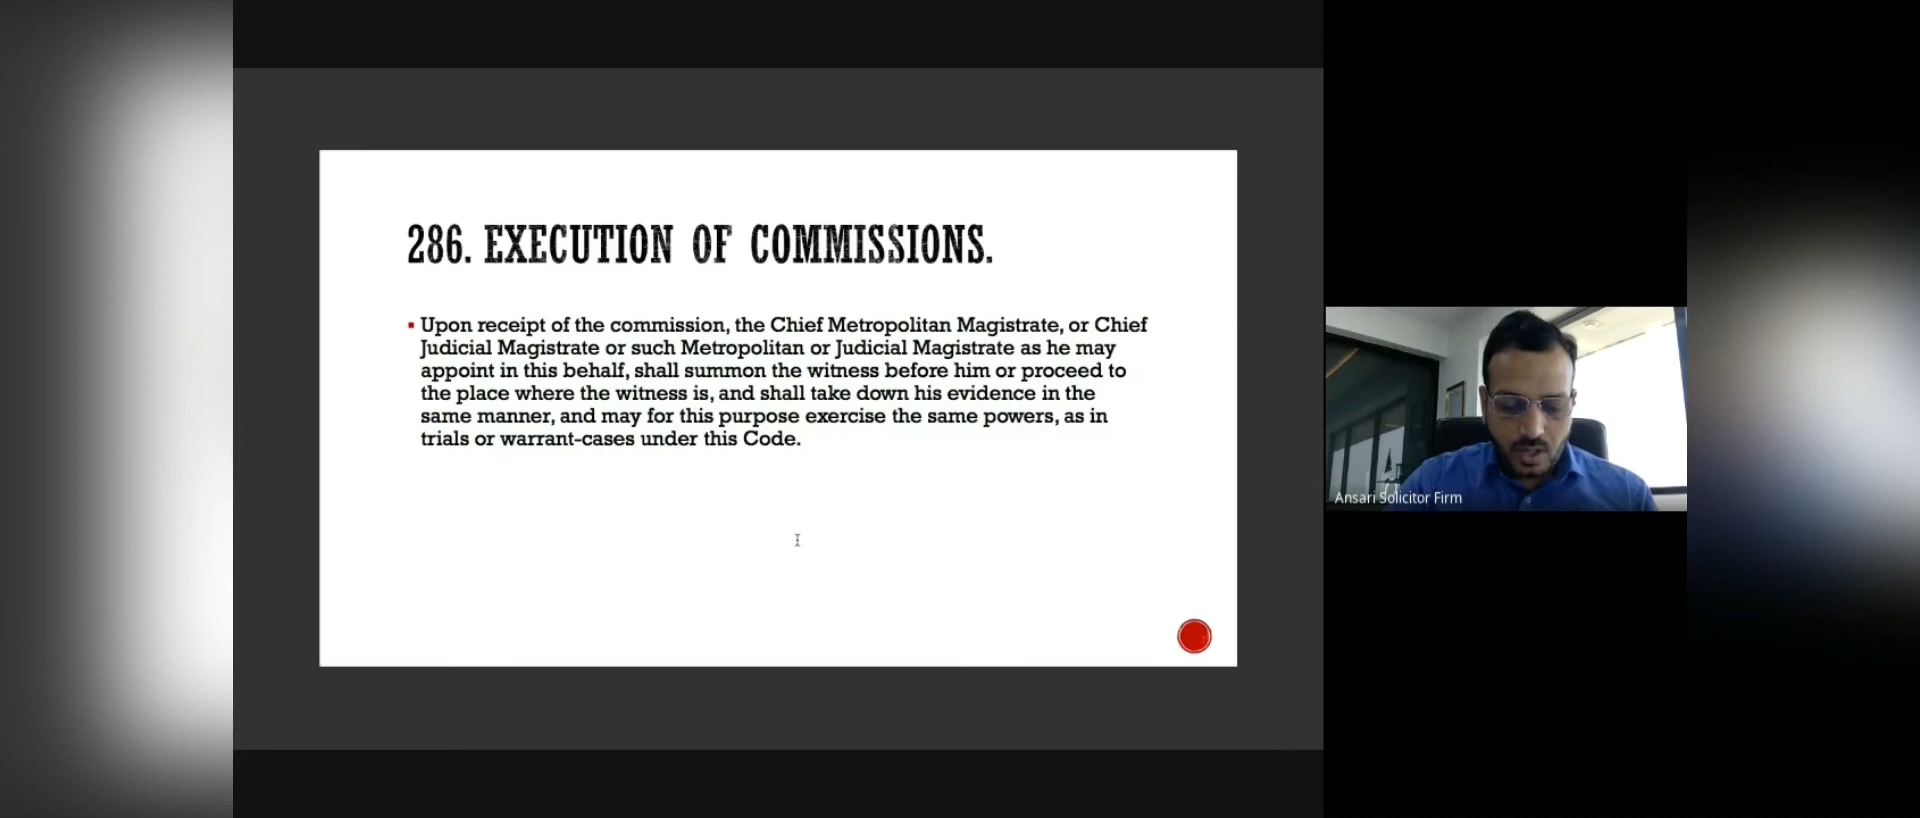 286. EXECUTION OF COMMISSIONS.
Upon receipt of the commission, the Chief Metropolitan Magistrate, or Chief
Judicial Magistrate or such Metropolitan or Judicial Magistrate as he may
appoint in this behalf, shall summon the witness before him or proceed to
the place where the witness is, and shall take down his evidence in the
same manner, and may for this purpose exercise the same powers, as in
trials or warrant-cases under this Code.
Ansari Solicitor Firm